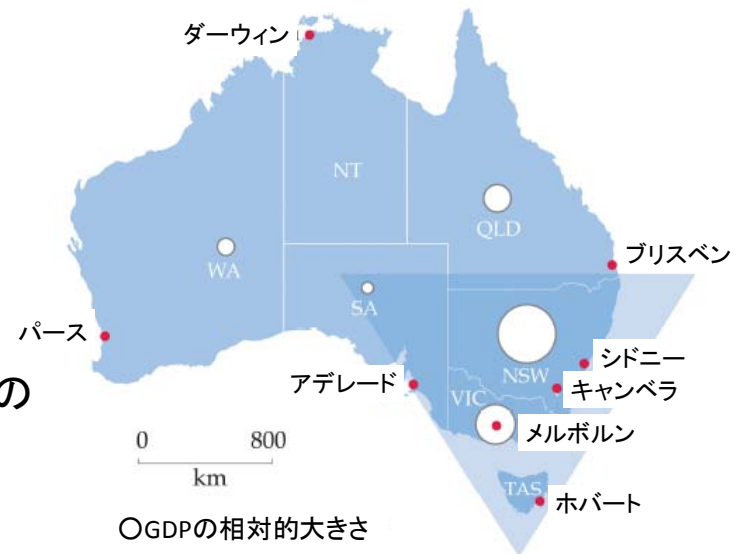 ダーウィン
NT
QLD
ブリスベン
WA
SA
パース
シドニー
NSW
アデレード
キャンベラ
VIC
の
メルボルン
0 800
km
TAS
ホバート
○GDPの相対的大きさ